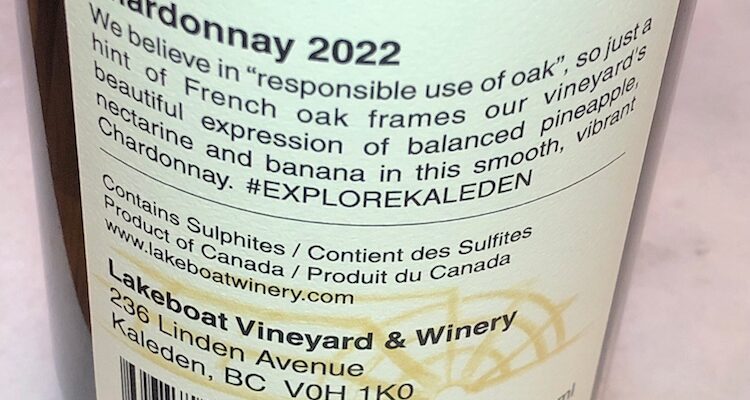 Chardonnay 2022
We believe in “responsible use of oak”, so just a
hint of French oak frames our vineyard's
beautiful expression of balanced pineapple,
nectarine and banana in this smooth, vibrant
Chardonnay. #EXPLOREKALEDEN
Contains Sulphites / Contient des Sulfites
Product of Canada / Produit du Canada
www.lakeboatwinery.com
Lakeboat Vineyard & Winery
236 Linden Avenue
Kaleden, BC V0H 1K0
ml